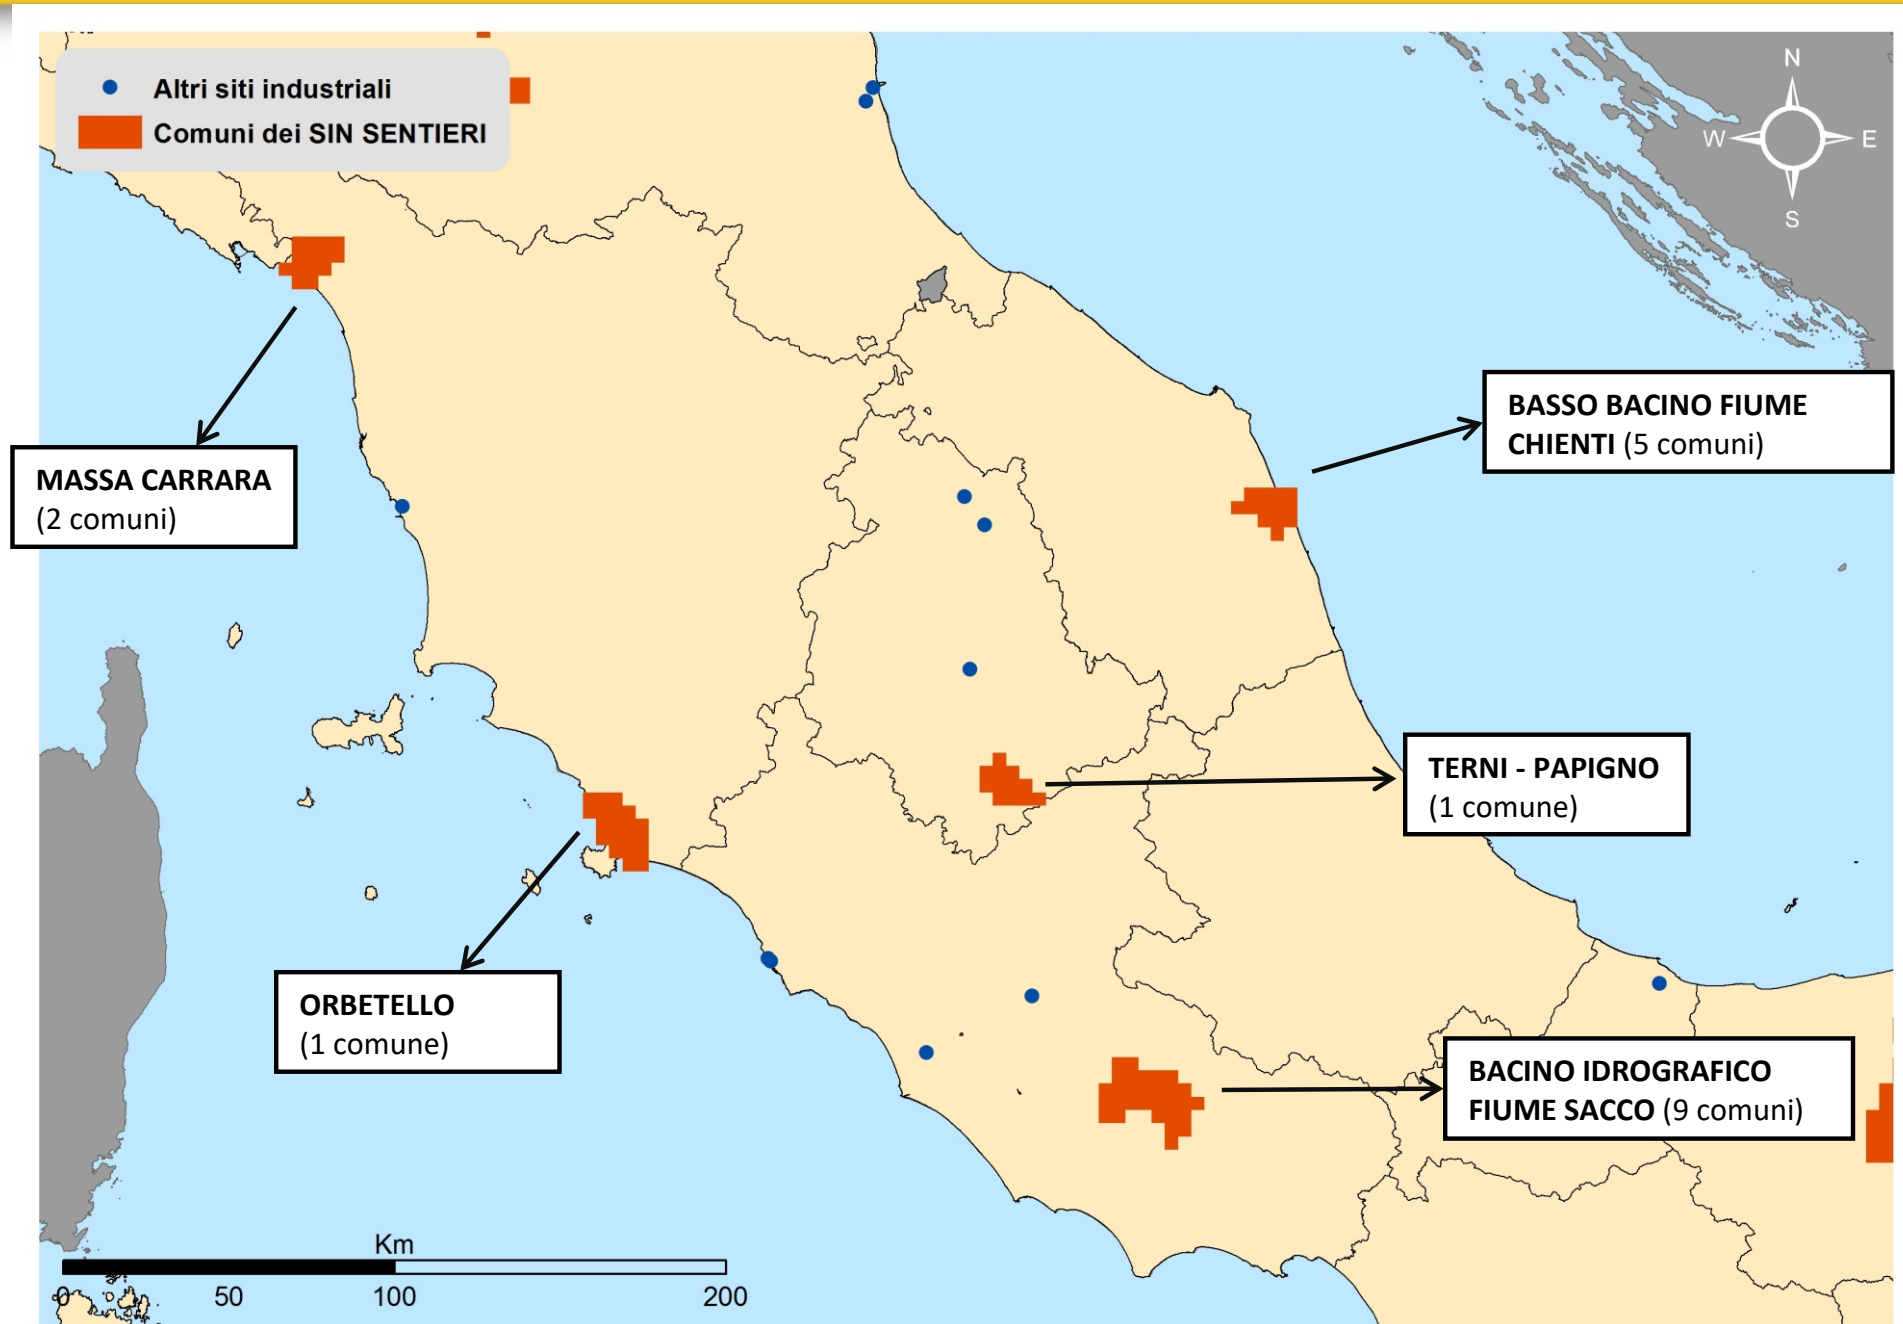 Altri siti industriali
Comuni dei SIN SENTIERI
N
W
E
S
BASSO BACINO FIUME
CHIENTI (5 comuni)
MASSA CARRARA
(2 comuni)
TERNI - PAPIGNO
(1 comune)
ORBETELLO
(1 comune)
BACINO IDROGRAFICO
FIUME SACCO (9 comuni)
Km
0 50 100 200